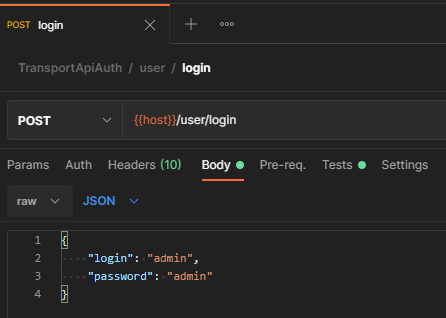 POST login
TransportApiAuth / user / login
POST {{host}}/user/login
Params Auth Headers (10) Body Pre-req. Tests Settings
raw JSON
1 {
2 "login": "admin",
3 "password": "admin"
4 }